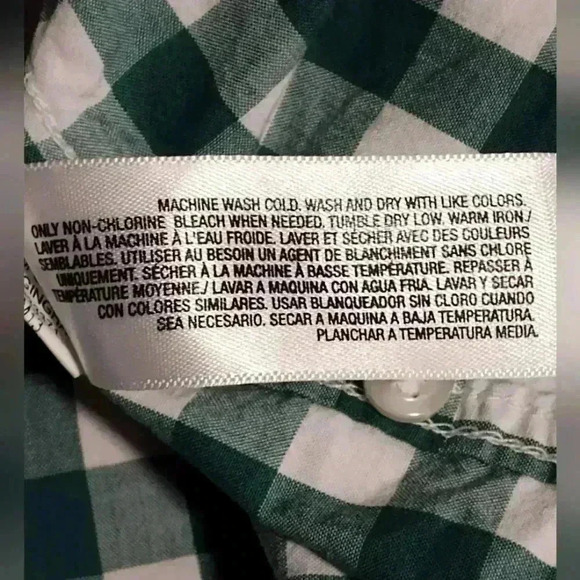 MACHINE WASH COLD. WASH AND DRY WITH LIKE COLORS.
ONLY NON-CHLORINE BLEACH WHEN NEEDED. TUMBLE DRY LOW. WARM IRON./
LAVER À LA MACHINE À L'EAU FROIDE. LAVER ET SÉCHER AVEC DES COULEURS
SEMBLABLES. UTILISER AU BESOIN UN AGENT DE BLANCHIMENT SANS CHLORE
UNIQUEMENT. SÉCHER À LA MACHINE À BASSE TEMPÉRATURE. REPASSER À
TEMPÉRATURE MOYENNE./ LAVAR A MAQUINA CON AGUA FRIA. LAVAR Y SECAR
CON COLORES SIMILARES. USAR BLANQUEADOR SIN CLORO CUANDO
SEA NECESARIO. SECAR A MAQUINA A BAJA TEMPERATURA.
PLANCHAR A TEMPERATURA MEDIA.